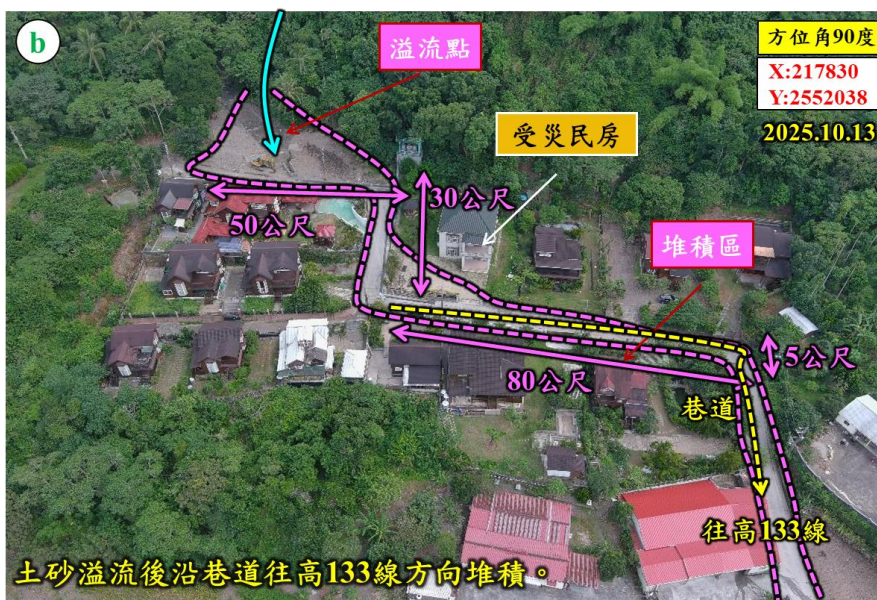 b
溢流點
方位角90度
X:217830
Y:2552038
2025.10.13
受災民房
50公尺
30公尺
堆積區
80公尺
5公尺
巷道
往高133線
土砂溢流後沿巷道往高133線方向堆積。